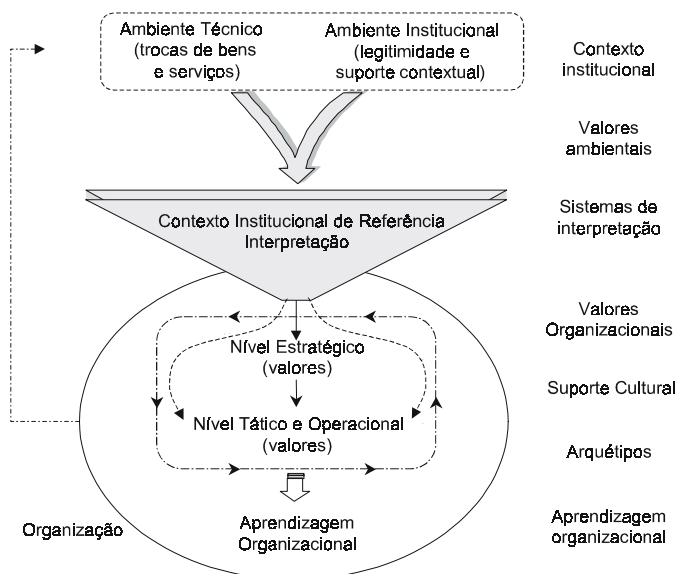 Ambiente Técnico
(trocas de bens
e serviços)
Ambiente Institucional
(legitimidade e
suporte contextual)
Contexto
institucional
Valores
ambientais
Contexto Institucional de Referência
Interpretação
Sistemas de
interpretação
Valores
Organizacionais
Nível Estratégico
(valores)
Suporte Cultural
Nível Tático e Operacional
(valores)
Arquétipos
Organização
Aprendizagem
Organizacional
Aprendizagem
organizacional